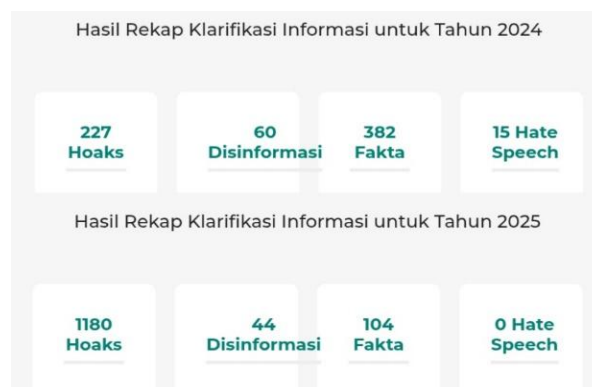 Hasil Rekap Klarifikasi Informasi untuk Tahun 2024
227
Hoaks
60
Disinformasi
382
Fakta
15 Hate
Speech
Hasil Rekap Klarifikasi Informasi untuk Tahun 2025
1180
Hoaks
44
Disinformasi
104
Fakta
0 Hate
Speech